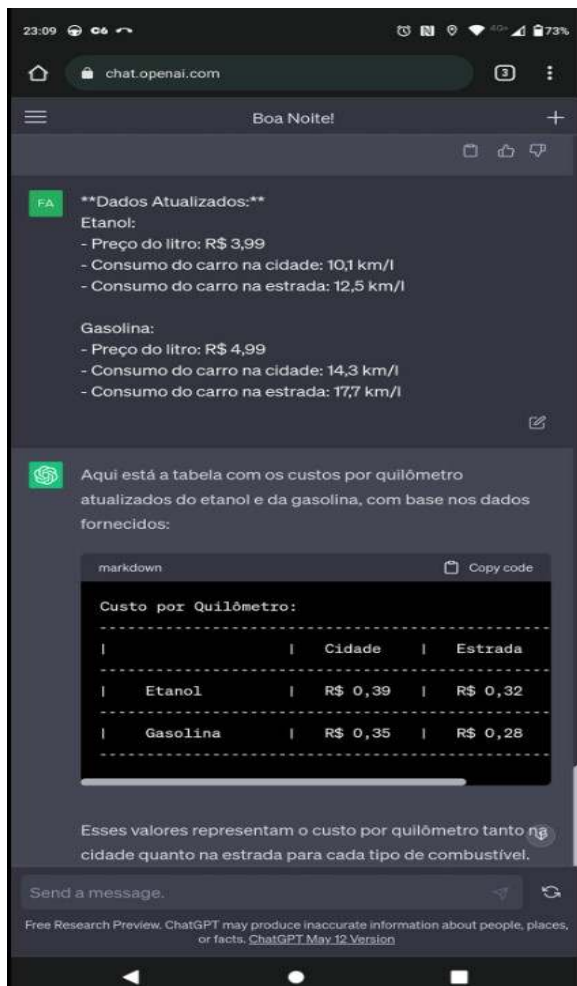 23:09 C6 4G+ 73%
chat.openai.com 3
Boa Noite!
FA **Dados Atualizados:**
Etanol:
- Preço do litro: R$ 3,99
- Consumo do carro na cidade: 10,1 km/l
- Consumo do carro na estrada: 12,5 km/l
Gasolina:
- Preço do litro: R$ 4,99
- Consumo do carro na cidade: 14,3 km/l
- Consumo do carro na estrada: 17,7 km/l
Aqui está a tabela com os custos por quilômetro
atualizados do etanol e da gasolina, com base nos dados
fornecidos:
markdown Copy code
Custo por Quilômetro:
| | Cidade | Estrada
| Etanol | R$ 0,39 | R$ 0,32
| Gasolina | R$ 0,35 | R$ 0,28
Esses valores representam o custo por quilômetro tanto na
cidade quanto na estrada para cada tipo de combustível.
Send a message.
Free Research Preview. ChatGPT may produce inaccurate information about people, places,
or facts. ChatGPT May 12 Version